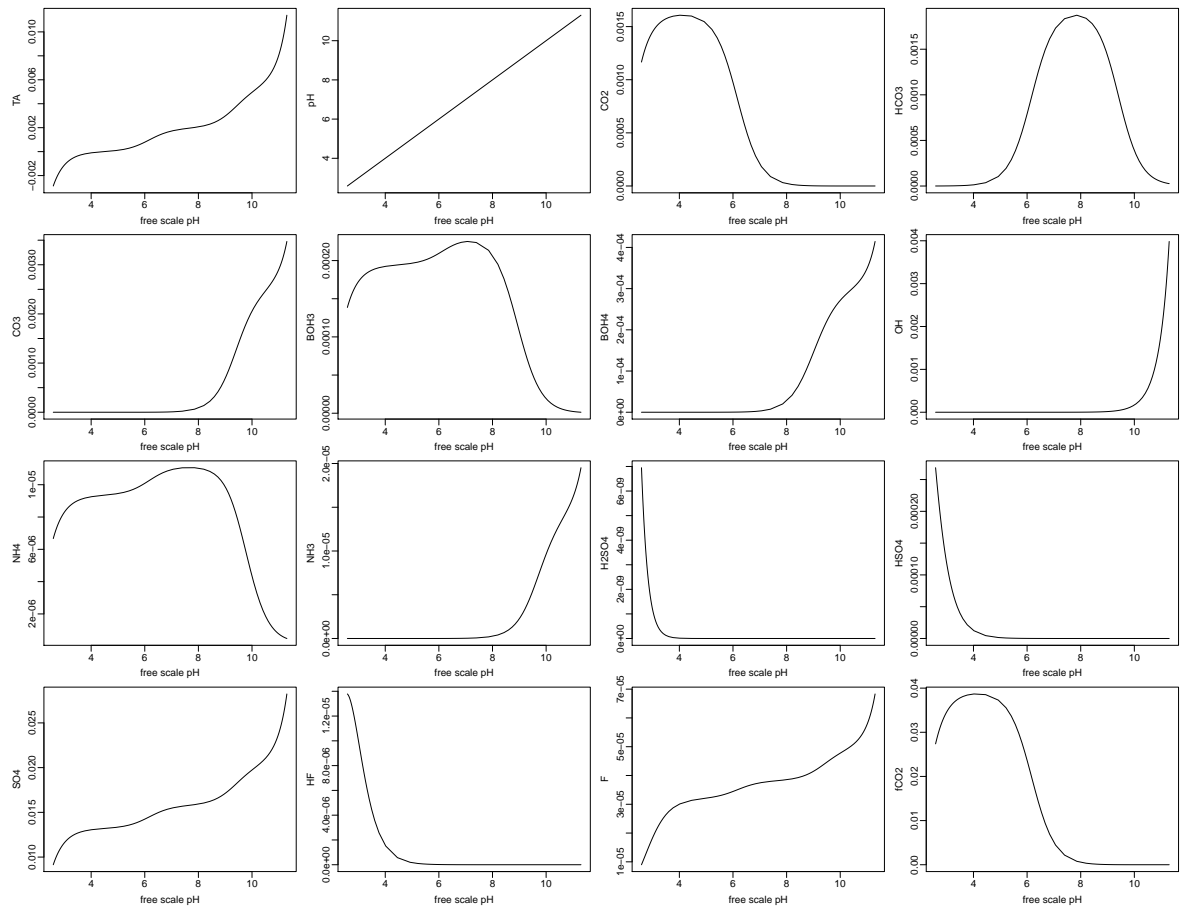 TA
−0.002 0.002 0.006 0.010
4 6 8 10
free scale pH
pH
4 6 8 10
4 6 8 10
free scale pH
CO2
0.0000 0.0005 0.0010 0.0015
4 6 8 10
free scale pH
HCO3
0.0000 0.0005 0.0010 0.0015
4 6 8 10
free scale pH
CO3
0.0000 0.0010 0.0020 0.0030
4 6 8 10
free scale pH
BOH3
0.00000 0.00010 0.00020
4 6 8 10
free scale pH
BOH4
0e+00 1e−04 2e−04 3e−04 4e−04
4 6 8 10
free scale pH
OH
0.000 0.001 0.002 0.003 0.004
4 6 8 10
free scale pH
NH4
2e−06 6e−06 1e−05
4 6 8 10
free scale pH
NH3
0.0e+00 1.0e−05 2.0e−05
4 6 8 10
free scale pH
H2SO4
0e+00 2e−09 4e−09 6e−09
4 6 8 10
free scale pH
HSO4
0.00000 0.00010 0.00020
4 6 8 10
free scale pH
SO4
0.010 0.015 0.020 0.025
4 6 8 10
free scale pH
HF
0.0e+00 4.0e−06 8.0e−06 1.2e−05
4 6 8 10
free scale pH
F
1e−05 3e−05 5e−05 7e−05
4 6 8 10
free scale pH
fCO2
0.00 0.01 0.02 0.03 0.04
4 6 8 10
free scale pH